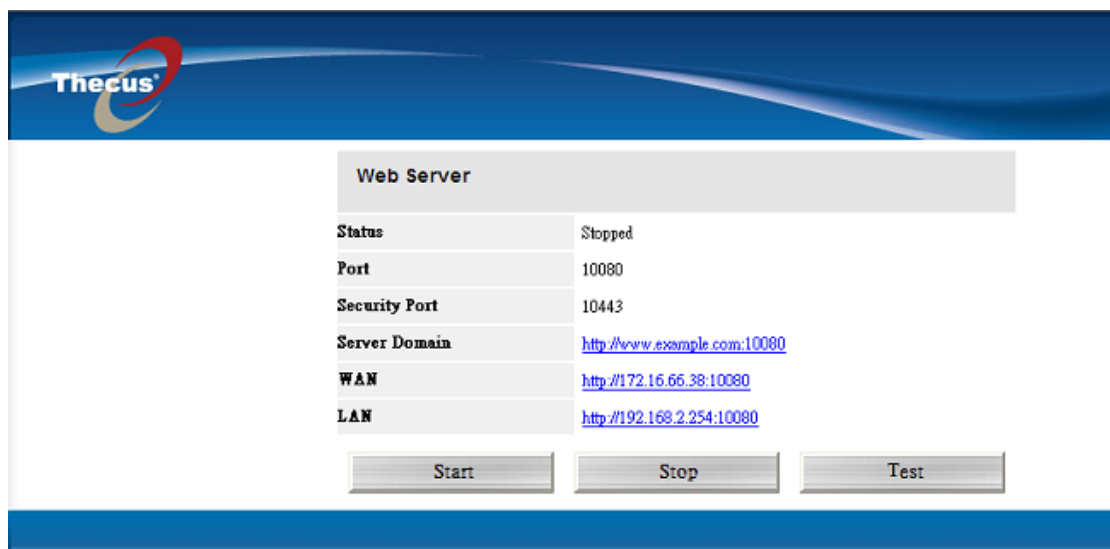 Thecus®
Web Server
Status Stopped
Port 10080
Security Port 10443
Server Domain http://www.example.com:10080
WAN http://172.16.66.38:10080
LAN http://192.168.2.254:10080
Start Stop Test